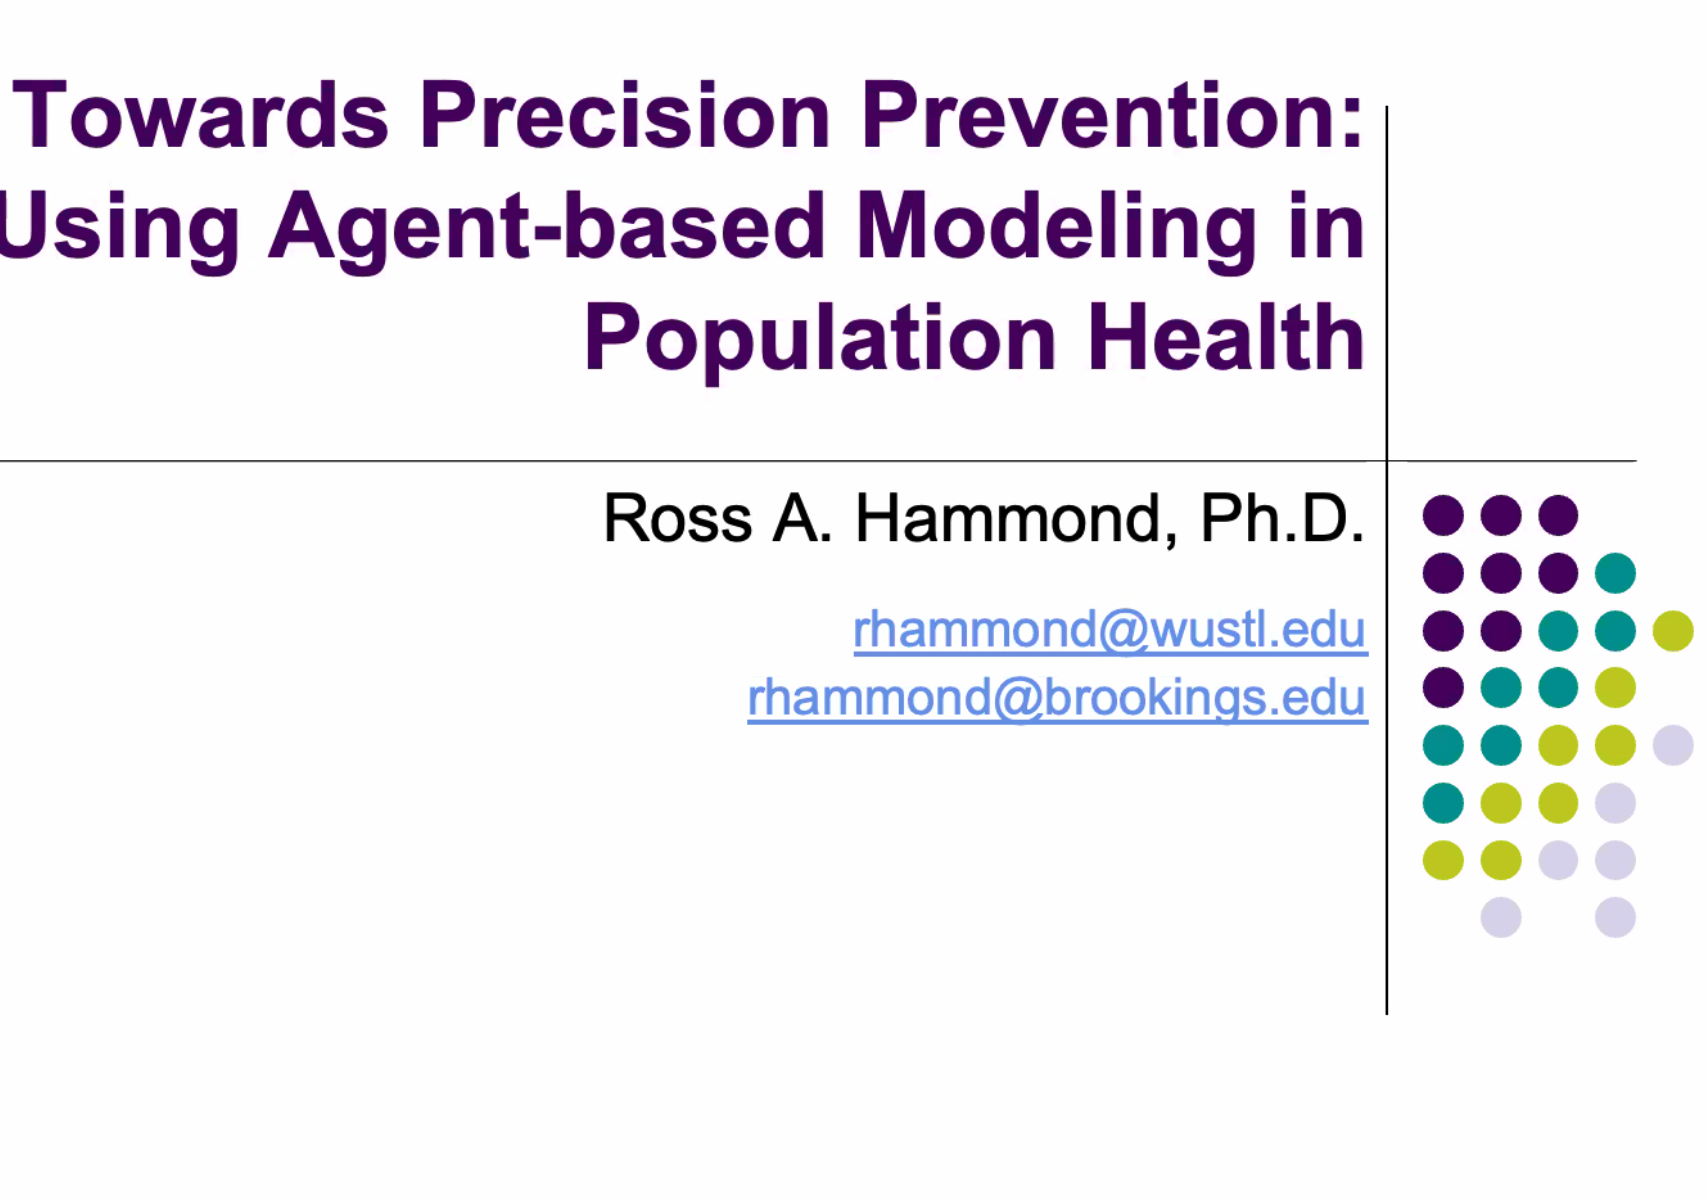 Towards Precision Prevention:
Using Agent-based Modeling in
Population Health
Ross A. Hammond, Ph.D.
rhammond@wustl.edu
rhammond@brookings.edu